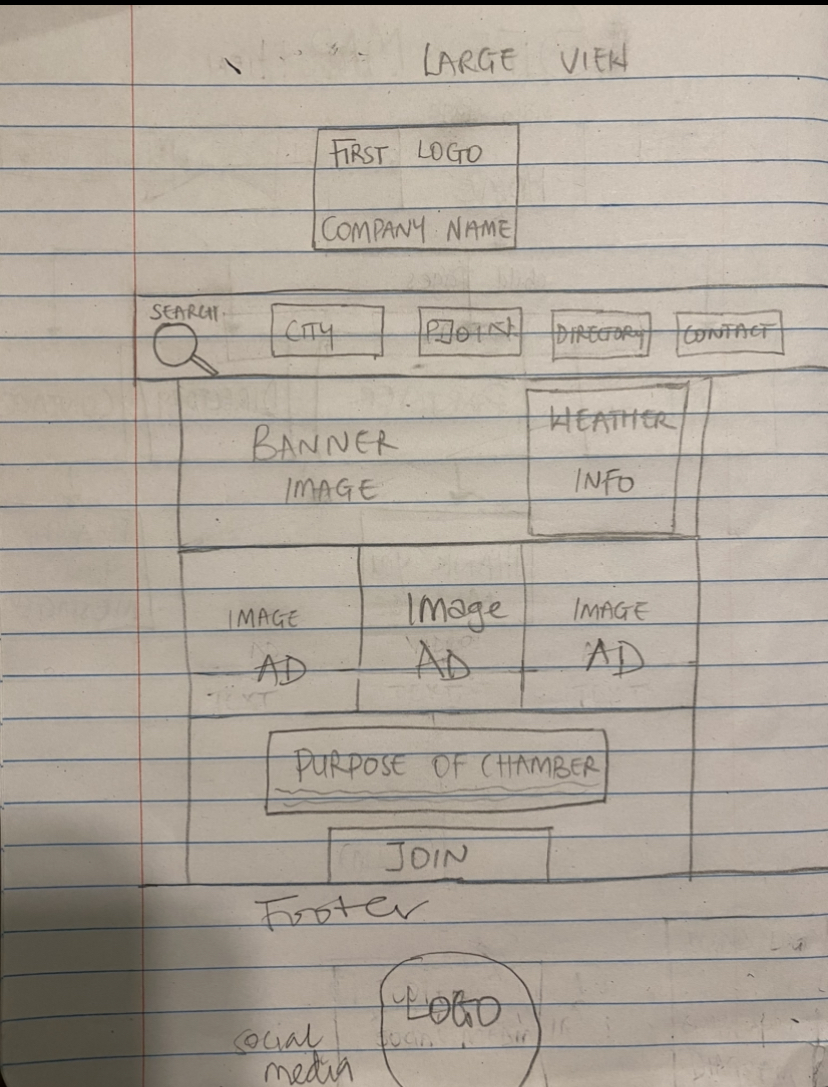 LARGE VIEW
FIRST LOGO
COMPANY NAME
SEARCH.
CITY
JOIN
DIRECTORY
CONTACT
BANNER
IMAGE
WEATHER
INFO
IMAGE
AD
Image
AD
IMAGE
AD
PURPOSE OF CHAMBER
JOIN
Footer
LOGO
social
media